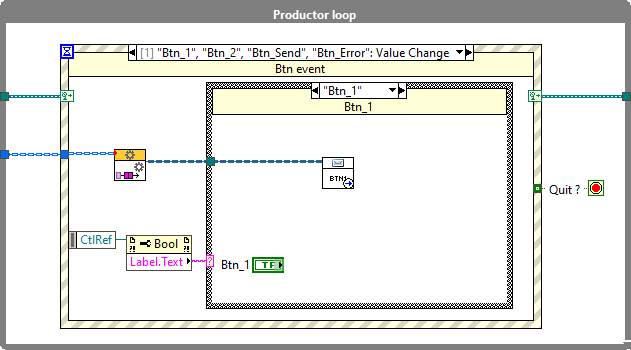 Productor loop
[1] "Btn_1", "Btn_2", "Btn_Send", "Btn_Error": Value Change
Btn event
"Btn_1"
Btn_1
BTN1
Quit ?
CtlRef
?! Bool ?!
Label.Text
?
Btn_1 TF